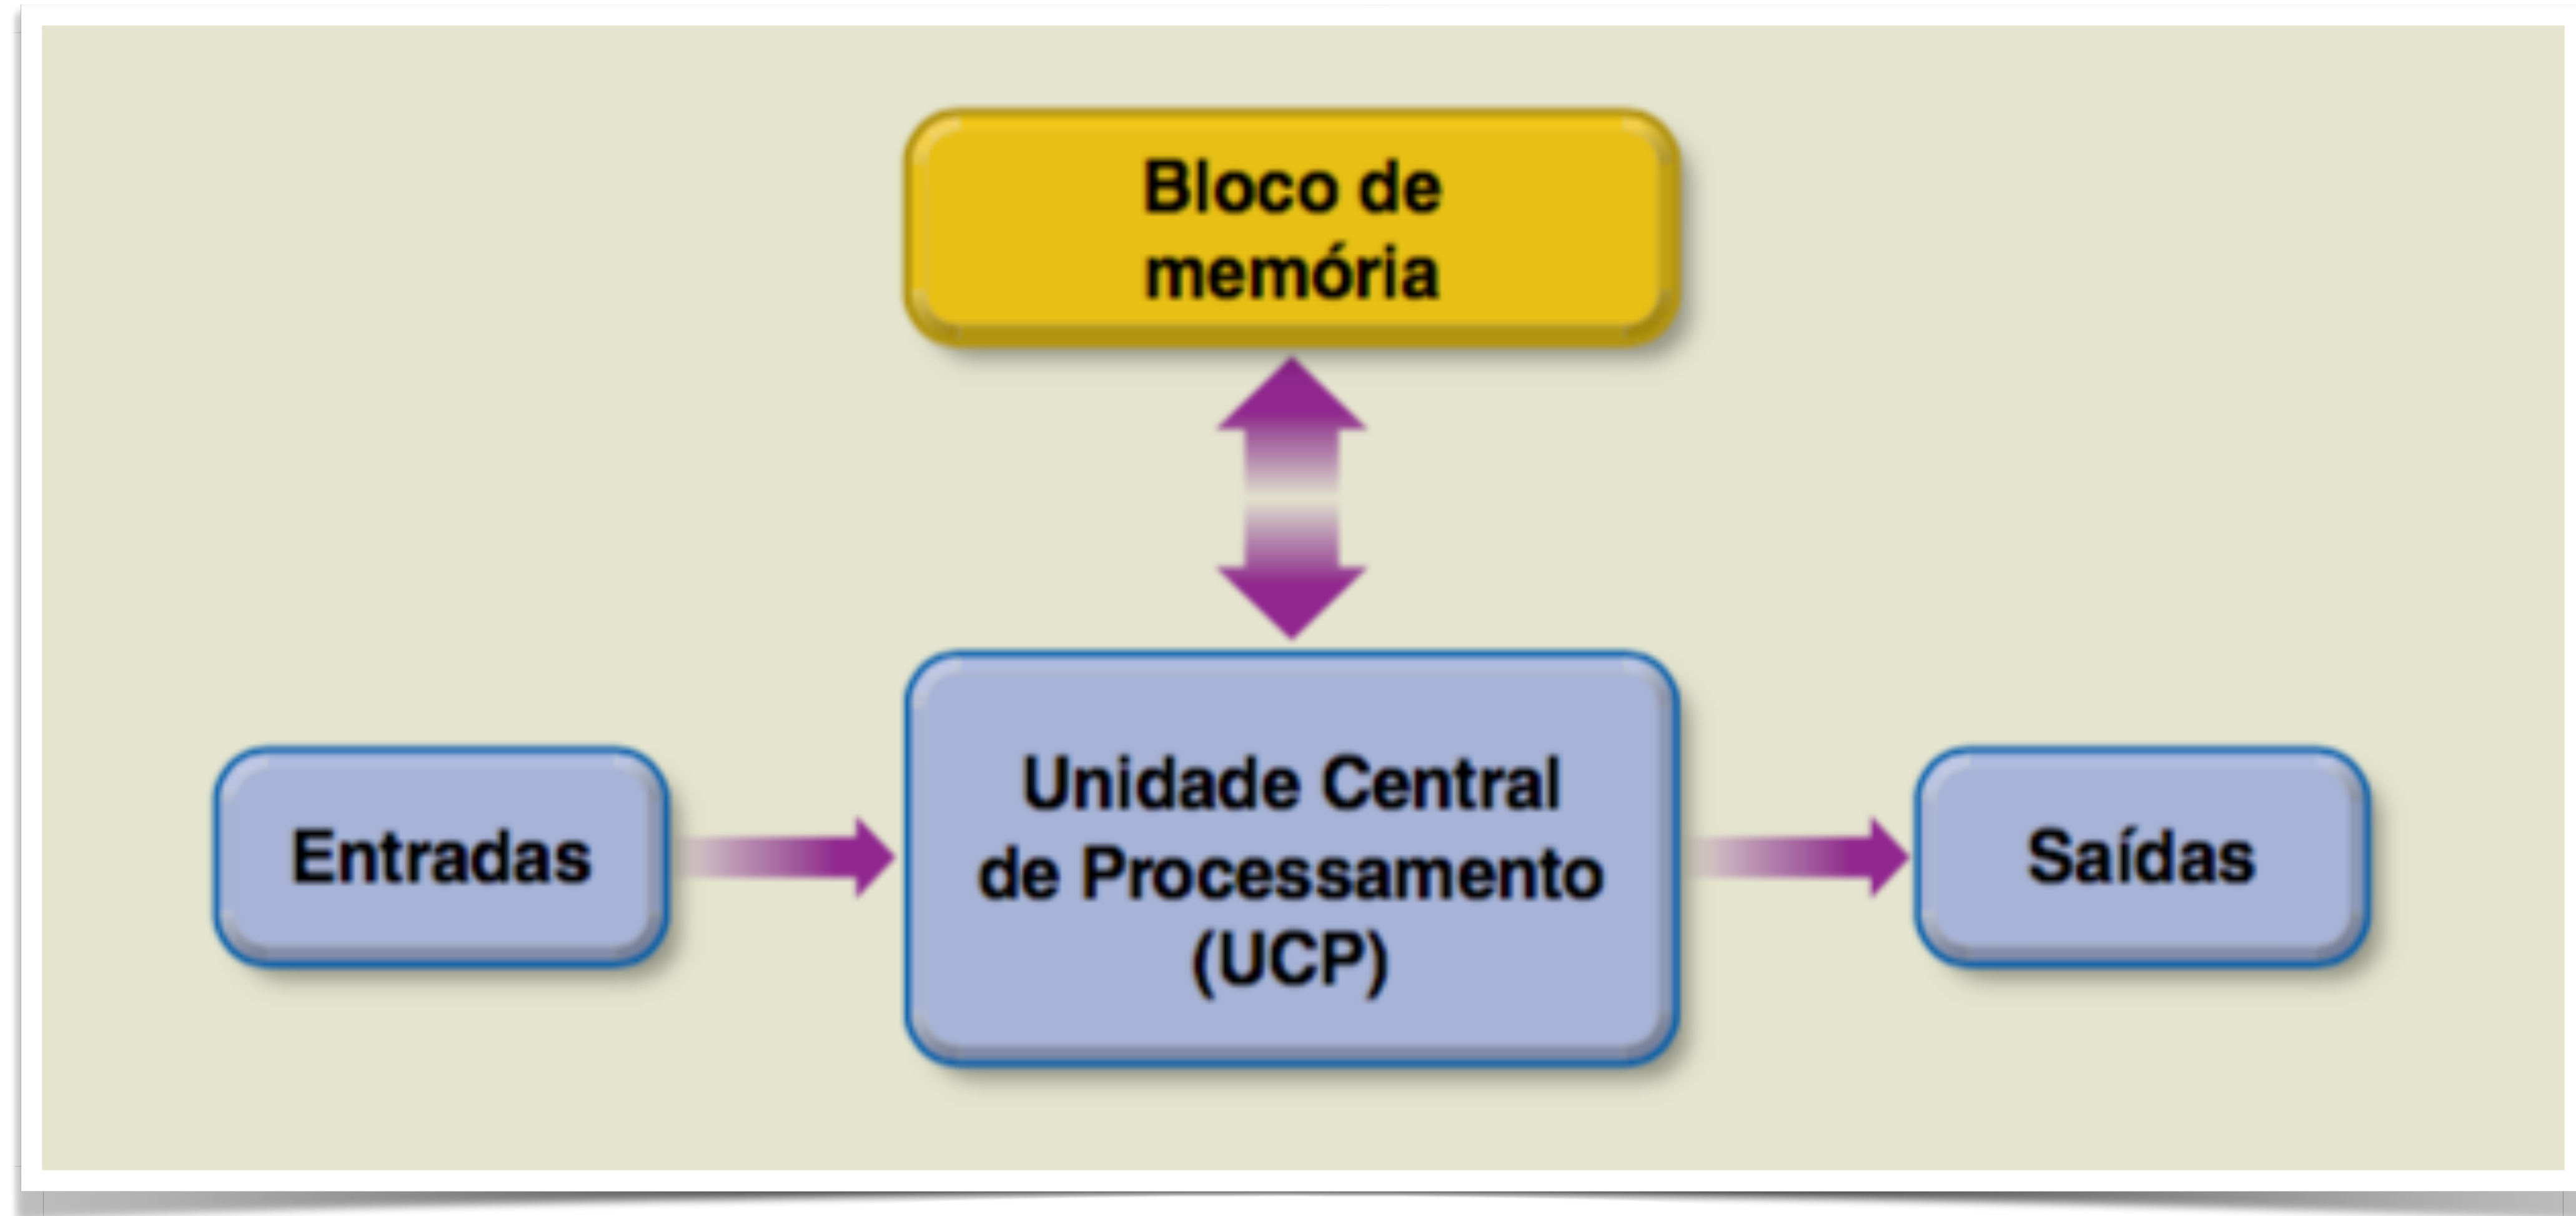 Bloco de
memória
Entradas
Unidade Central
de Processamento
(UCP)
Saídas